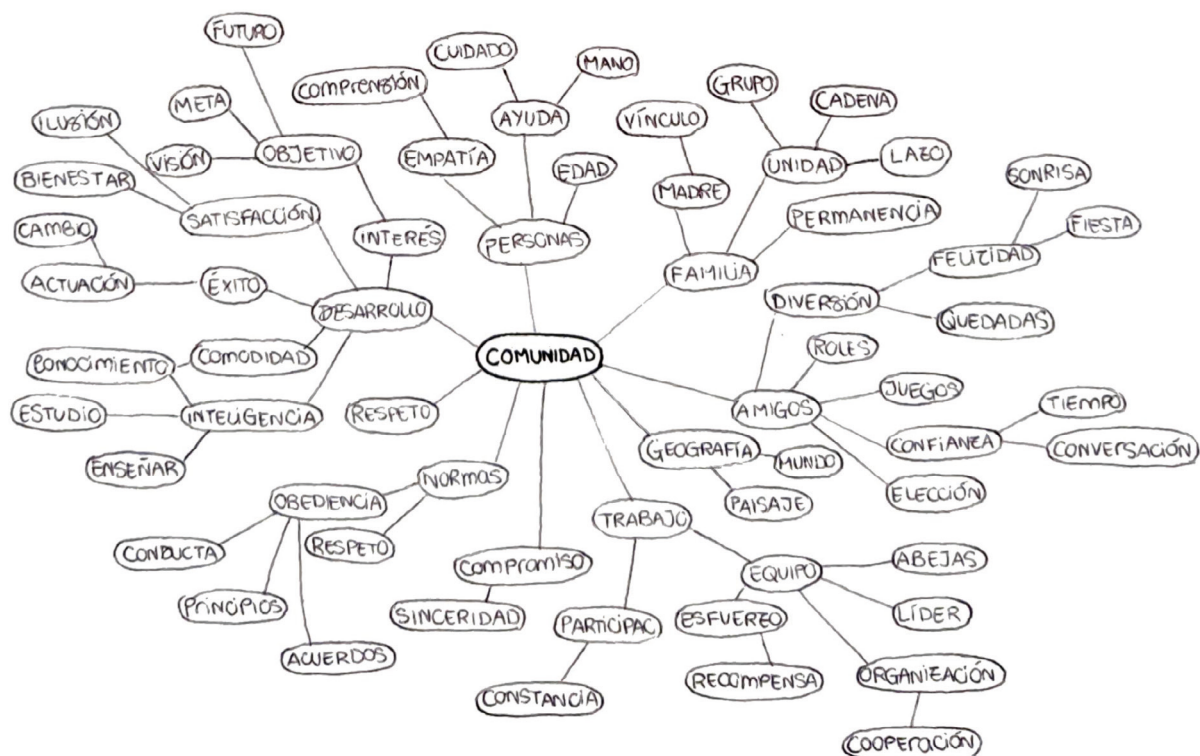 FUTURO
CUIDADO
MANO
COMPRENSIÓN
GRUPO
CADENA
META
ILUSIÓN
AYUDA
VÍNCULO
VISIÓN
OBJETIVO
EMPATÍA
EDAD
UNIDAD
LAZO
BIENESTAR
MADRE
SONRISA
SATISFACCIÓN
PERMANENCIA
CAMBIO
INTERÉS
PERSONAS
FIESTA
FAMILIA
FELICIDAD
ACTUACIÓN
ÉXITO
DIVERSIÓN
DESARROLLO
QUEDADAS
COMUNIDAD
ROLES
CONOCIMIENTO
COMODIDAD
JUEGOS
TIEMPO
ESTUDIO
INTELIGENCIA
RESPETO
AMIGOS
CONFIANZA
CONVERSACIÓN
GEOGRAFÍA
MUNDO
ENSEÑAR
NORMAS
ELECCIÓN
OBEDIENCIA
PAISAJE
TRABAJO
CONDUCTA
RESPETO
COMPROMISO
ABEJAS
EQUIPO
PRINCIPIOS
SINCERIDAD
PARTICIPAC
ESFUERZO
LÍDER
ACUERDOS
RECOMPENSA
ORGANIZACIÓN
CONSTANCIA
COOPERACIÓN